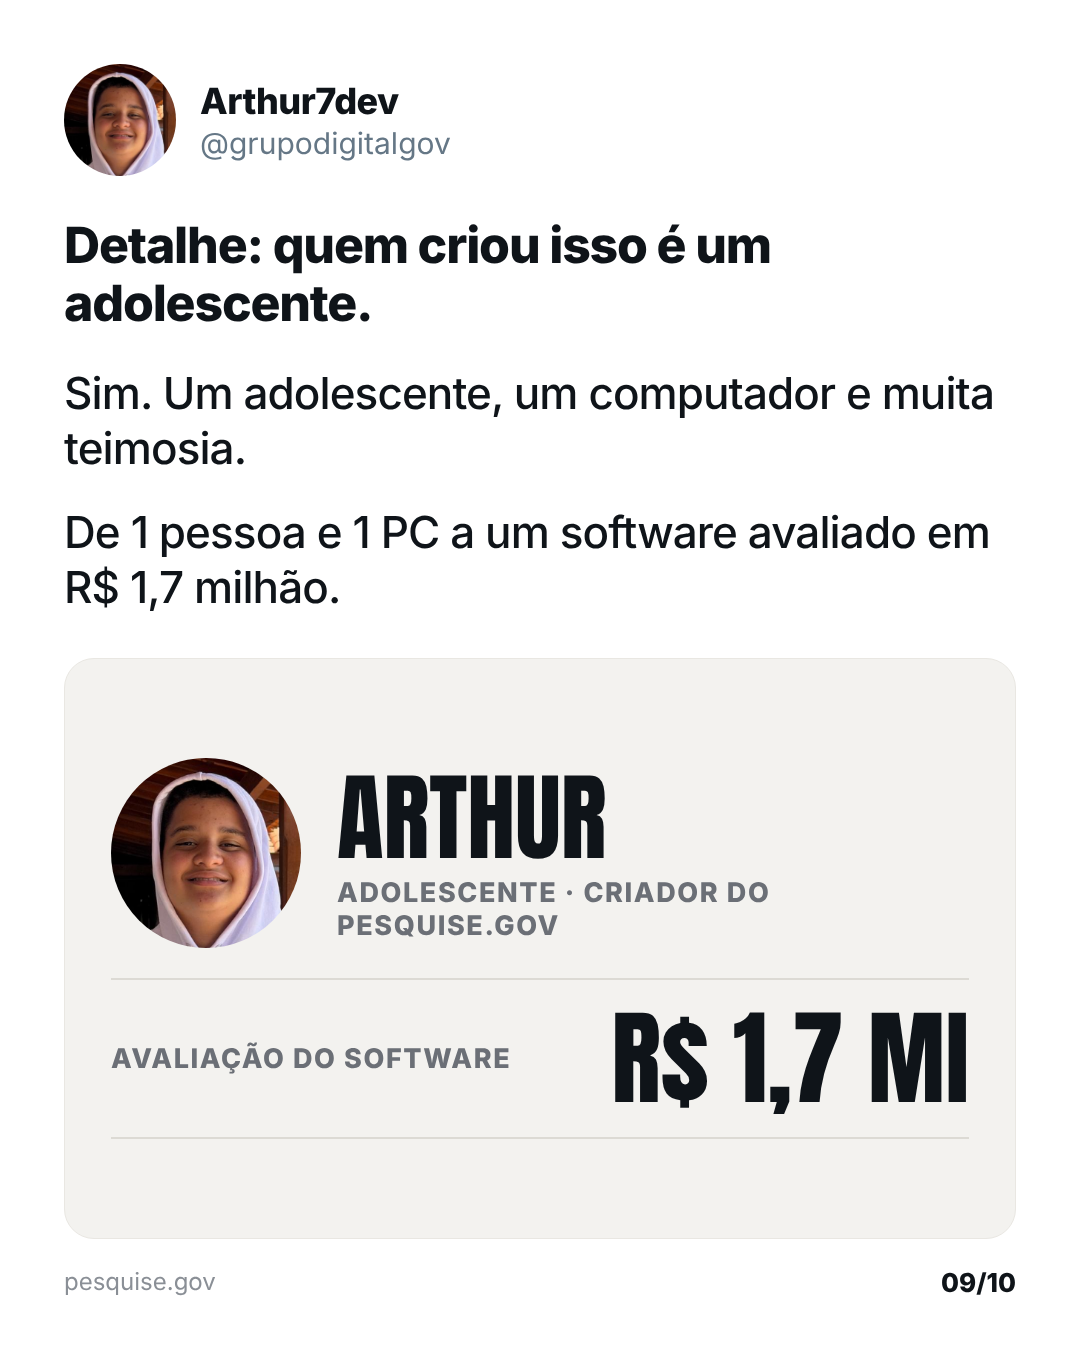 Arthur7dev
@grupodigitalgov
Detalhe: quem criou isso é um
adolescente.
Sim. Um adolescente, um computador e muita
teimosia.
De 1 pessoa e 1 PC a um software avaliado em
R$ 1,7 milhão.
ARTHUR
ADOLESCENTE · CRIADOR DO
PESQUISE.GOV
AVALIAÇÃO DO SOFTWARE
R$ 1,7 MI
pesquise.gov
09/10